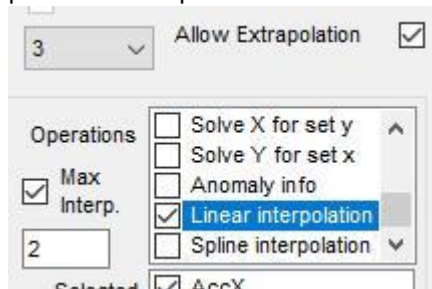 3
Allow Extrapolation
Operations
Max
Interp.
2
Solve X for set y
Solve Y for set x
Anomaly info
Linear interpolation
Spline interpolation
Selected
AccX